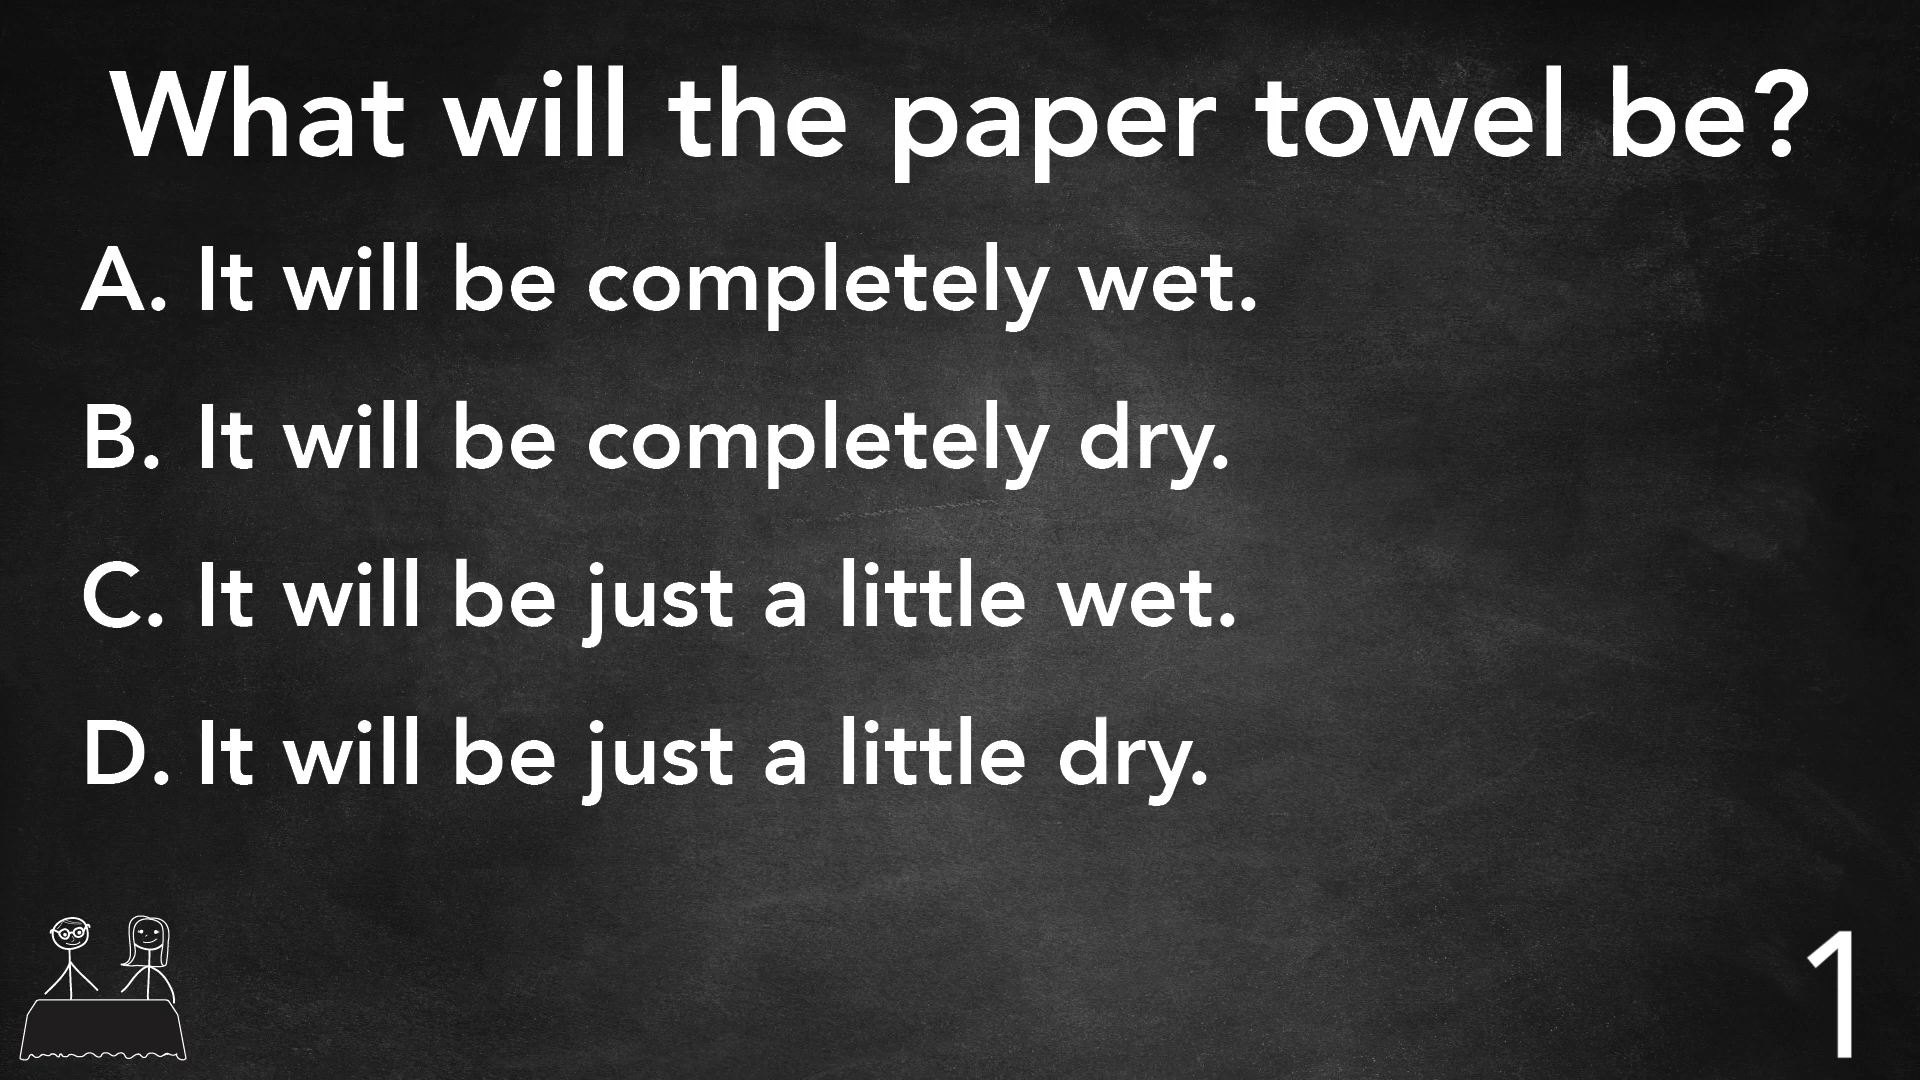 What will the paper towel be?
A. It will be completely wet.
B. It will be completely dry.
C. It will be just a little wet.
D. It will be just a little dry.
1